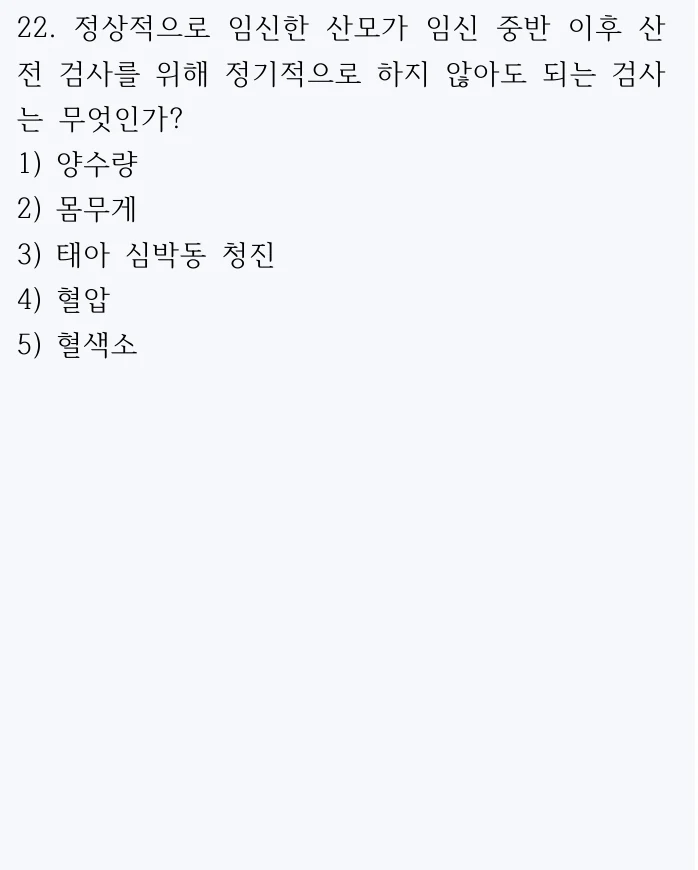 22. 정상적으로 임신한 산모가 임신 중반 이후 산
전 검사를 위해 정기적으로 하지 않아도 되는 검사
는 무엇인가?
1) 양수량
2) 몸무게
3) 태아 심박동 청진
4) 혈압
5) 혈색소